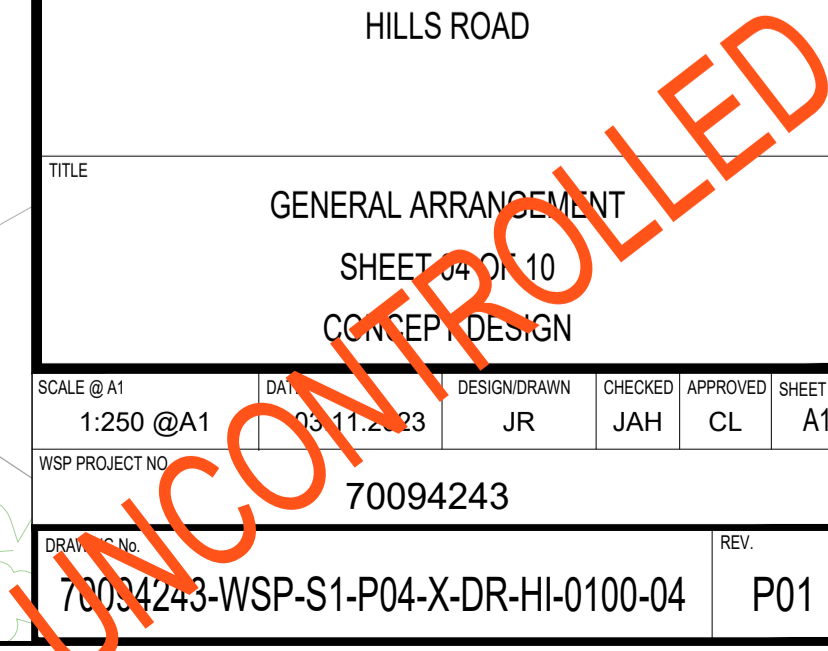 HILLS ROAD
TITLE
GENERAL ARRANGEMENT
SHEET 04 OF 10
CONCEPT DESIGN
SCALE @ A1 DATE DESIGN/DRAWN CHECKED APPROVED SHEET
1:250 @A1 03.11.2023 JR JAH CL A1
WSP PROJECT NO.
70094243
DRAWING No. REV.
70094243-WSP-S1-P04-X-DR-HI-0100-04 P01
UNCONTROLLED